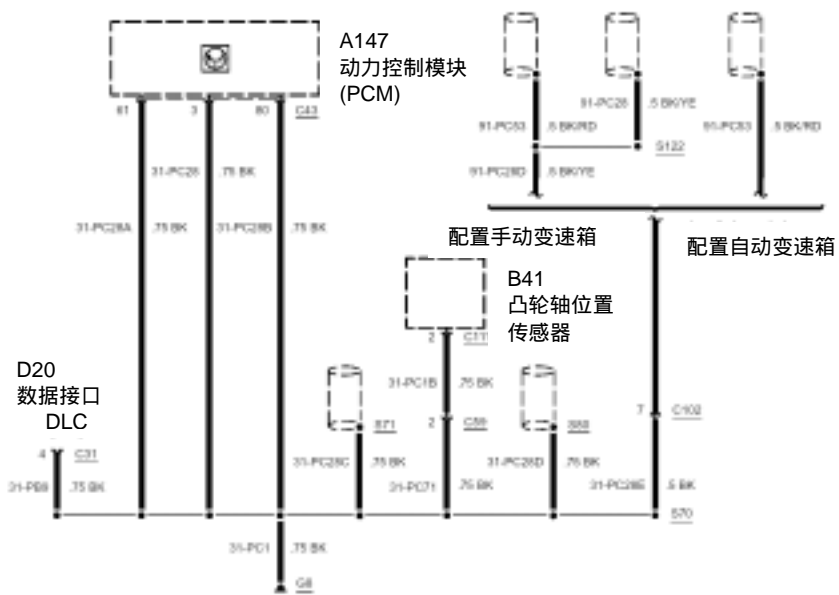 A147
动力控制模块
(PCM)
61
3
80
C43
91-PC28
.5 BK/YE
91-PC53
.5 BK/RD
91-PC53
.5 BK/RD
S122
31-PC28
.75 BK
91-PC28D
.5 BK/YE
31-PC28A
.75 BK
31-PC28B
.75 BK
配置手动变速箱
配置自动变速箱
B41
凸轮轴位置
传感器
2
C11
D20
数据接口
DLC
31-PC1B
.75 BK
S71
2
C59
S80
7
C102
4
C31
31-PC28C
.75 BK
31-PC28D
.75 BK
31-PB9
.75 BK
31-PC71
.75 BK
31-PC28E
.5 BK
S70
31-PC1
.75 BK
G8